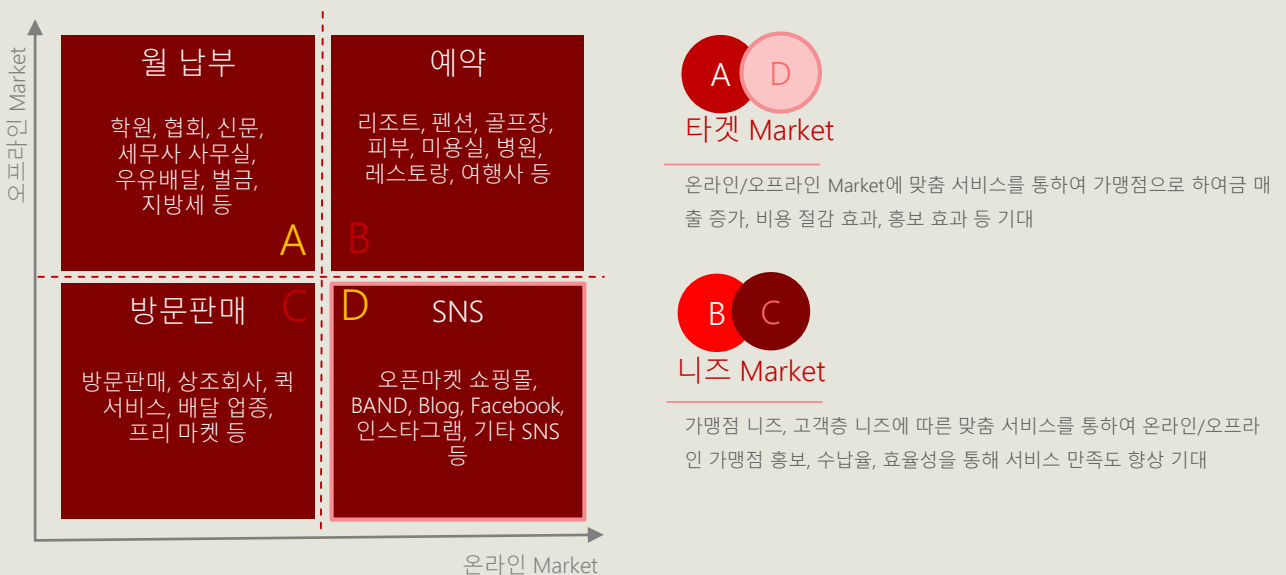 오프라인 Market
월 납부
학원, 협회, 신문,
세무사 사무실,
우유배달, 벌금,
지방세 등
A
예약
리조트, 펜션, 골프장,
피부, 미용실, 병원,
레스토랑, 여행사 등
B
방문판매
C
방문판매, 상조회사, 퀵
서비스, 배달 업종,
프리 마켓 등
D
SNS
오픈마켓 쇼핑몰,
BAND, Blog, Facebook,
인스타그램, 기타 SNS
등
온라인 Market
A D
타겟 Market
온라인/오프라인 Market에 맞춤 서비스를 통하여 가맹점으로 하여금 매
출 증가, 비용 절감 효과, 홍보 효과 등 기대
B C
니즈 Market
가맹점 니즈, 고객층 니즈에 따른 맞춤 서비스를 통하여 온라인/오프라
인 가맹점 홍보, 수납율, 효율성을 통해 서비스 만족도 향상 기대